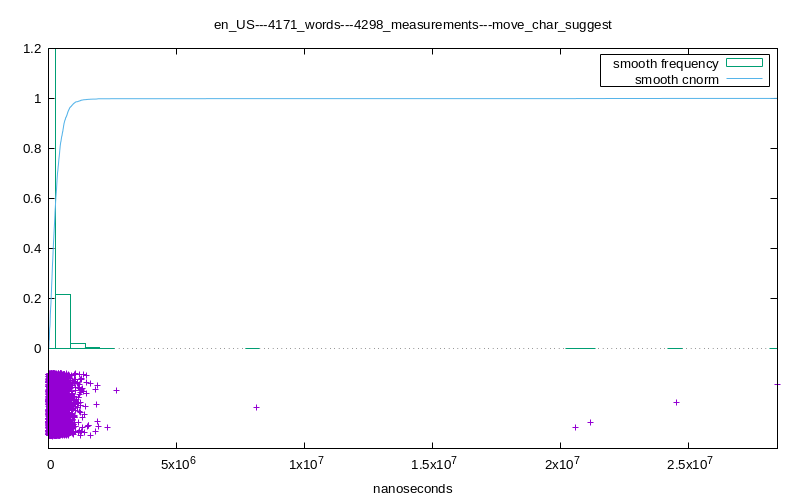 en_US---4171_words---4298_measurements---move_char_suggest
smooth frequency
smooth cnorm
1.2
1
0.8
0.6
0.4
0.2
0
0 5x10^6 1x10^7 1.5x10^7 2x10^7 2.5x10^7
nanoseconds